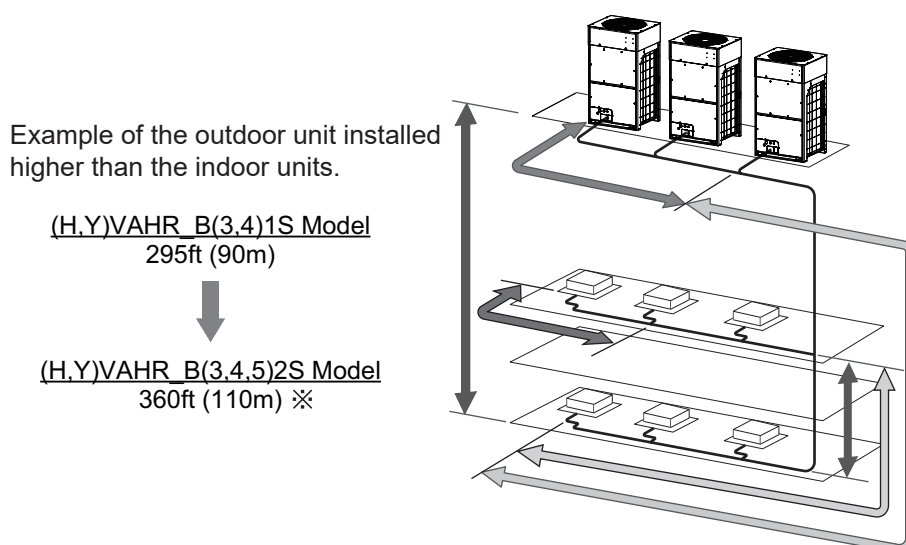 Example of the outdoor unit installed
higher than the indoor units.
(H,Y)VAHR_B(3,4)1S Model
295ft (90m)
(H,Y)VAHR_B(3,4,5)2S Model
360ft (110m) ※